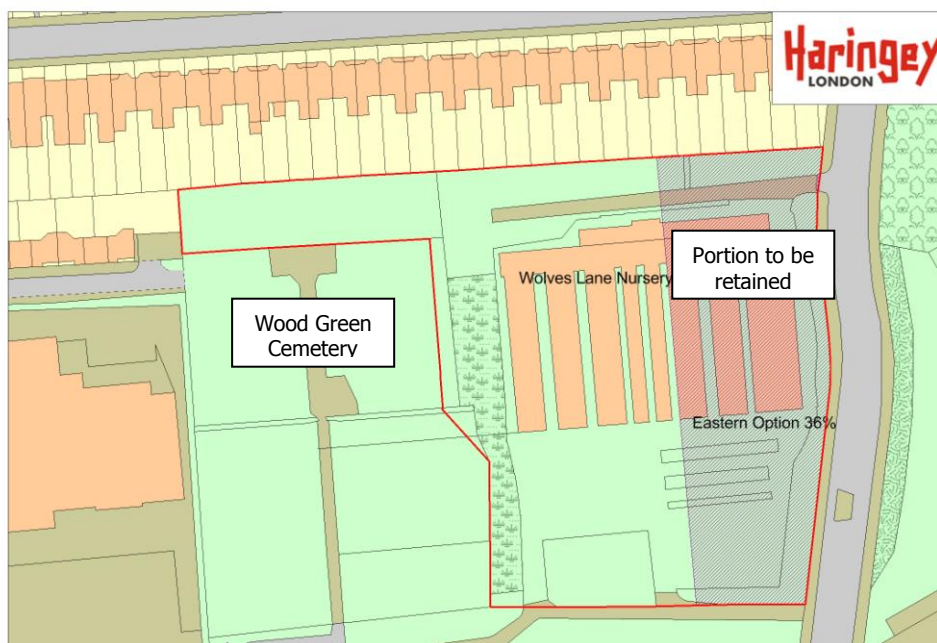 Haringey
LONDON
Wood Green
Cemetery
Wolves Lane Nursery
Portion to be
retained
Eastern Option 36%